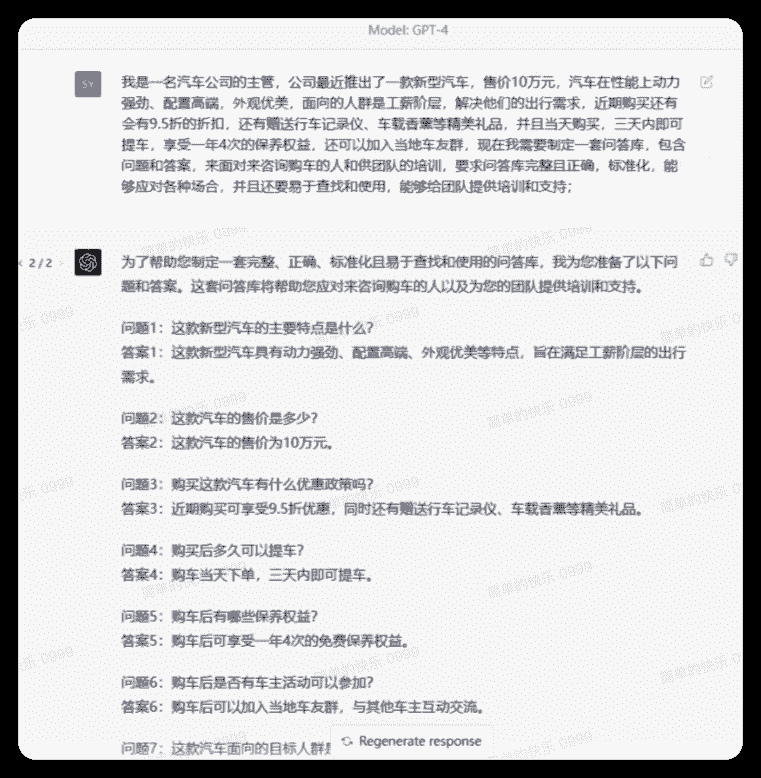 Model: GPT-4
SY
我是一名汽车公司的主管，公司最近推出了一款新型汽车，售价10万元，汽车在性能上动力
强劲、配置高端，外观优美，面向的人群是工薪阶层，解决他们的出行需求，近期购买还有
会有9.5折的折扣，还有赠送行车记录仪、车载香薰等精美礼品，并且当天购买，三天内即可
提车，享受一年4次的保养权益，还可以加入当地车友群，现在我需要制定一套问答库，包含
问题和答案，来面对来咨询购车的人和供团队的培训，要求问答库完整且正确，标准化，能
够应对各种场合，并且还要易于查找和使用，能够给团队提供培训和支持；
2 / 2
为了帮助您制定一套完整、正确、标准化且易于查找和使用的问答库，我为您准备了以下问
题和答案。这套问答库将帮助您应对来咨询购车的人以及为您的团队提供培训和支持。
问题1：这款新型汽车的主要特点是什么？
答案1：这款新型汽车具有动力强劲、配置高端、外观优美等特点，旨在满足工薪阶层的出行
需求。
问题2：这款汽车的售价是多少？
答案2：这款汽车的售价为10万元。
问题3：购买这款汽车有什么优惠政策吗？
答案3：近期购买可享受9.5折优惠，同时还有赠送行车记录仪、车载香薰等精美礼品。
问题4：购买后多久可以提车？
答案4：购车当天下单，三天内即可提车。
问题5：购车后有哪些保养权益？
答案5：购车后可享受一年4次的免费保养权益。
问题6：购车后是否有车主活动可以参加？
答案6：购车后可以加入当地车友群，与其他车主互动交流。
问题7：这款汽车面向的目标人群
Regenerate response
简单的快乐 0999